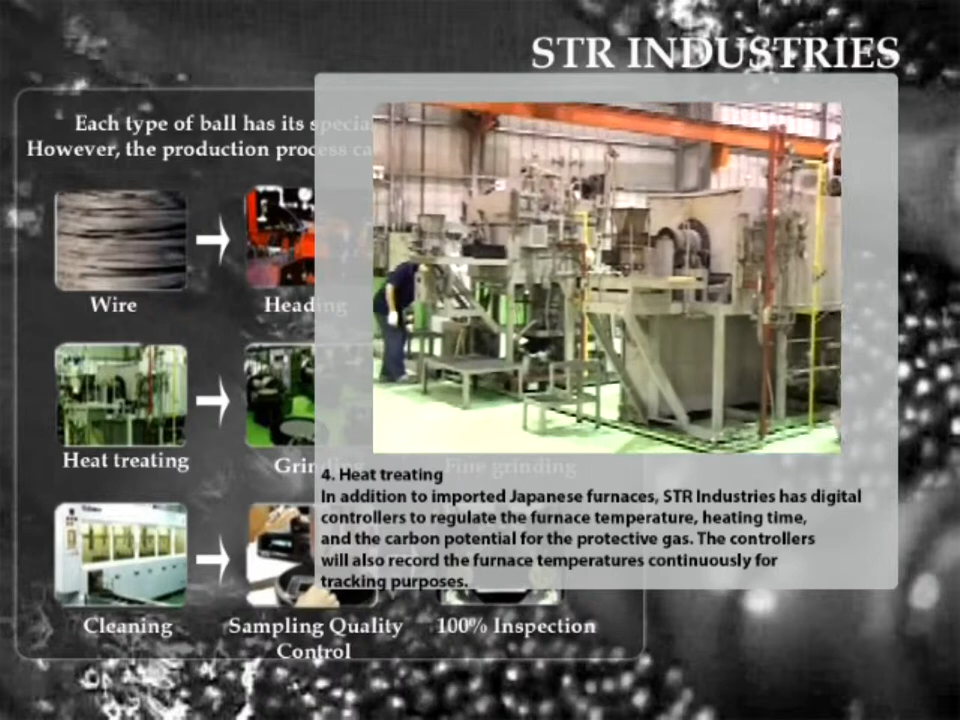 STR INDUSTRIES
Each type of ball has its specia
However, the production process ca
Wire
Heading
Heat treating
Grinding
Fine grinding
4. Heat treating
In addition to imported Japanese furnaces, STR Industries has digital
controllers to regulate the furnace temperature, heating time,
and the carbon potential for the protective gas. The controllers
will also record the furnace temperatures continuously for
tracking purposes.
Cleaning
Sampling Quality
Control
100% Inspection